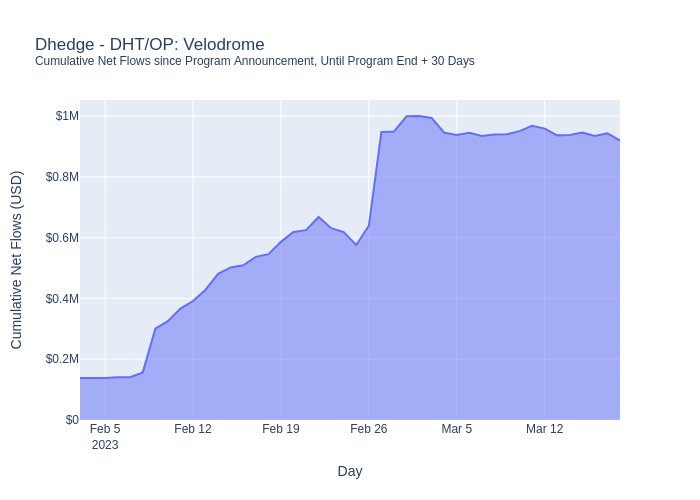 Dhedge - DHT/OP: Velodrome
Cumulative Net Flows since Program Announcement, Until Program End + 30 Days
Cumulative Net Flows (USD)
$1M
$0.8M
$0.6M
$0.4M
$0.2M
$0
Feb 5
2023
Feb 12
Feb 19
Feb 26
Mar 5
Mar 12
Day